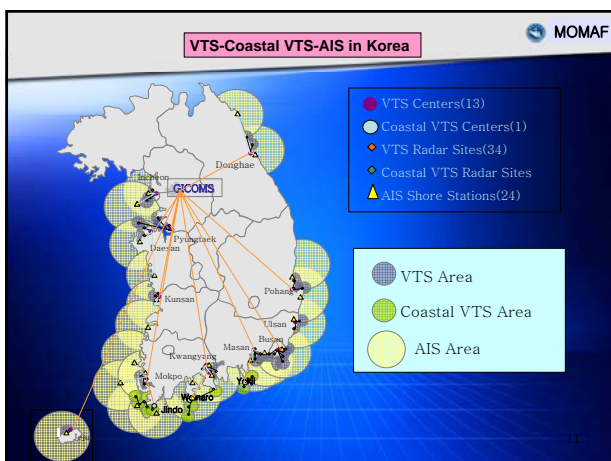 VTS-Coastal VTS-AIS in Korea
MOMAF
VTS Centers(13)
Coastal VTS Centers(1)
VTS Radar Sites(34)
Coastal VTS Radar Sites
AIS Shore Stations(24)
Donghae
Incheon
GICOMS
Pyungtaek
Daesan
Kunsan
Pohang
Ulsan
Busan
Masan
Kwangyang
Mokpo
Jindo
VTS Area
Coastal VTS Area
AIS Area
11